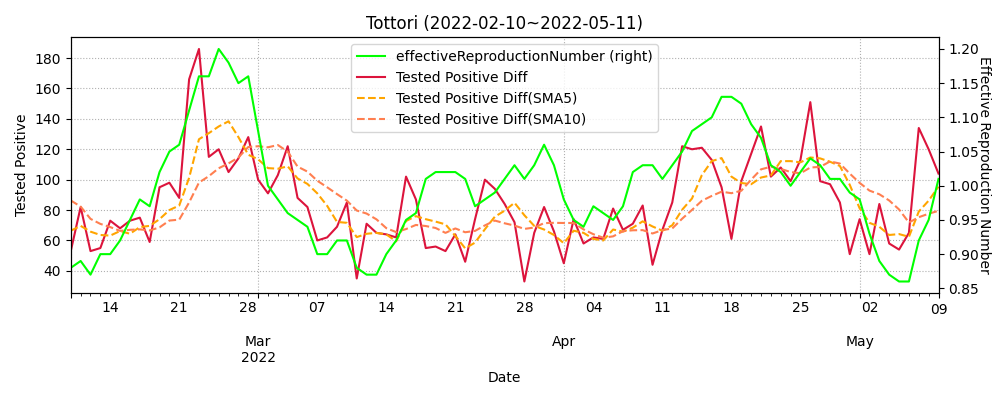 Tottori (2022-02-10~2022-05-11)
effectiveReproductionNumber (right)
Tested Positive Diff
Tested Positive Diff(SMA5)
Tested Positive Diff(SMA10)
Tested Positive
180
160
140
120
100
80
60
40
1.20
1.15
1.10
1.05
1.00
0.95
0.90
0.85
Effective Reproduction Number
14 21 28 07 14 21 28 04 11 18 25 02 09
Mar Apr May
2022
Date